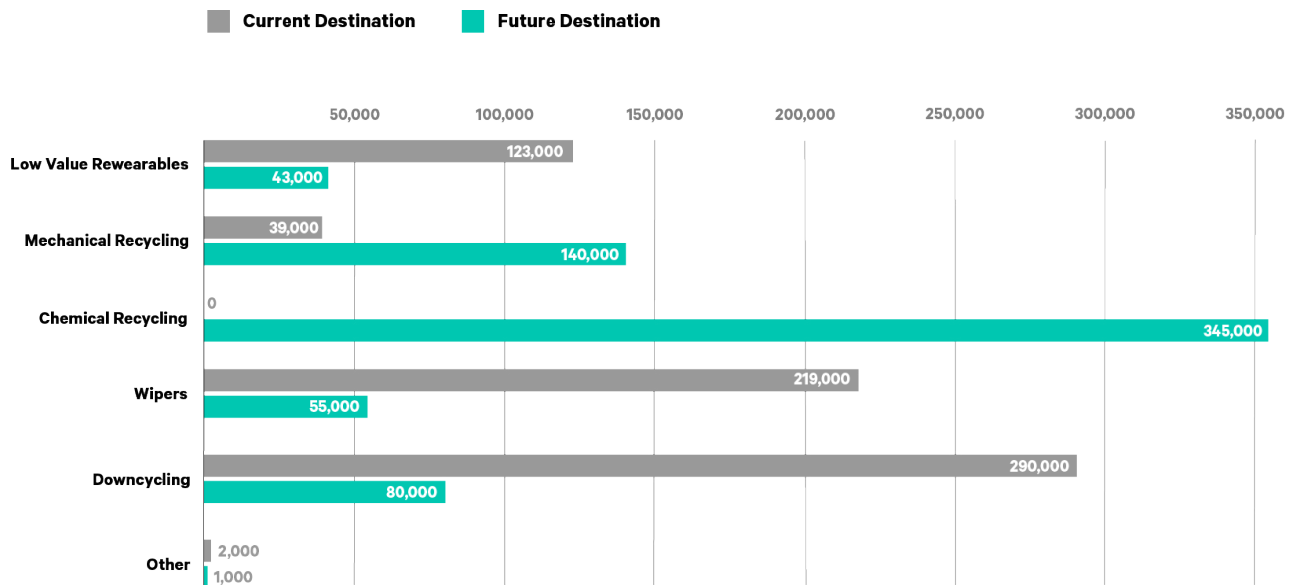 Current Destination Future Destination
50,000 100,000 150,000 200,000 250,000 300,000 350,000
Low Value Rewearables
123,000
43,000
Mechanical Recycling
39,000
140,000
Chemical Recycling
0
345,000
Wipers
219,000
55,000
Downcycling
290,000
80,000
Other
2,000
1,000